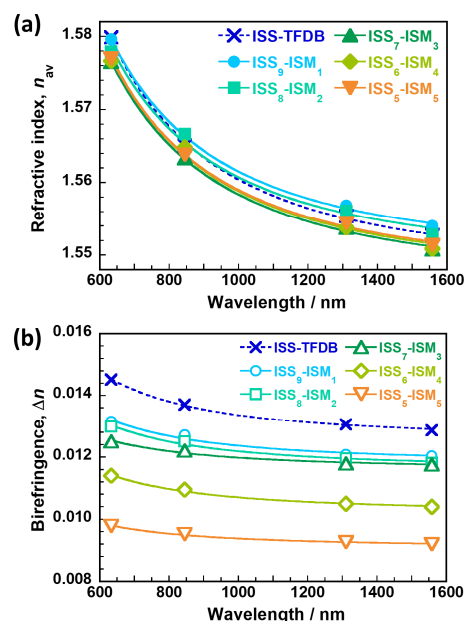 (a)
1.58
1.57
1.56
1.55
Refractive index, nav
ISS-TFDB
ISS9-ISM1
ISS8-ISM2
ISS7-ISM3
ISS6-ISM4
ISS5-ISM5
600 800 1000 1200 1400 1600
Wavelength / nm
(b)
0.016
0.014
0.012
0.010
0.008
Birefringence, Δn
ISS-TFDB
ISS9-ISM1
ISS8-ISM2
ISS7-ISM3
ISS6-ISM4
ISS5-ISM5
600 800 1000 1200 1400 1600
Wavelength / nm